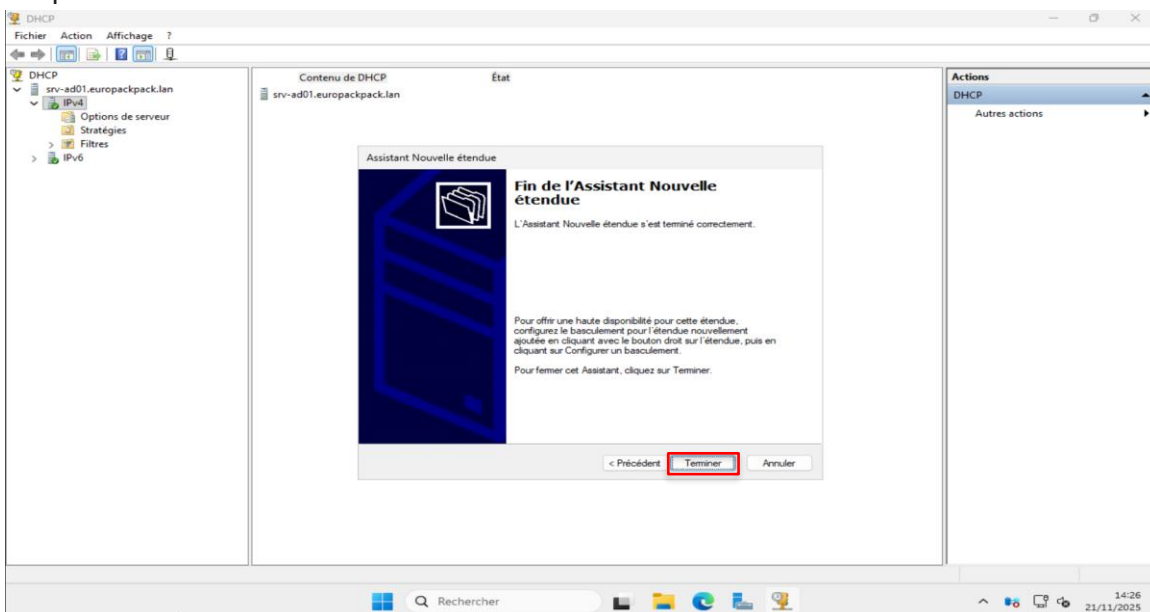 DHCP
Fichier Action Affichage ?
DHCP
srv-ad01.europackpack.lan
IPv4
Options de serveur
Stratégies
Filtres
IPv6
Contenu de DHCP État
srv-ad01.europackpack.lan
Actions
DHCP
Autres actions
Assistant Nouvelle étendue
Fin de l'Assistant Nouvelle
étendue
L'Assistant Nouvelle étendue s'est terminé correctement.
Pour offrir une haute disponibilité pour cette étendue,
configurez le basculement pour l'étendue nouvellement
ajoutée en cliquant avec le bouton droit sur l'étendue, puis en
cliquant sur Configurer un basculement.
Pour fermer cet Assistant, cliquez sur Terminer.
< Précédent Terminer Annuler
Rechercher
14:26
21/11/2025